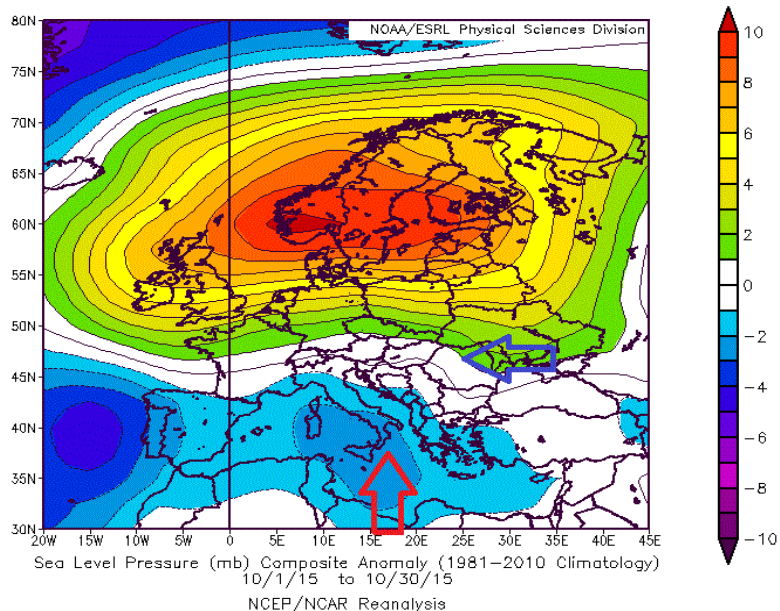 NOAA/ESRL Physical Sciences Division
80N
75N
70N
65N
60N
55N
50N
45N
40N
35N
30N
20W 15W 10W 5W 0 5E 10E 15E 20E 25E 30E 35E 40E 45E
10
8
6
4
2
0
-2
-4
-6
-8
-10
Sea Level Pressure (mb) Composite Anomaly (1981-2010 Climatology)
10/1/15 to 10/30/15
NCEP/NCAR Reanalysis